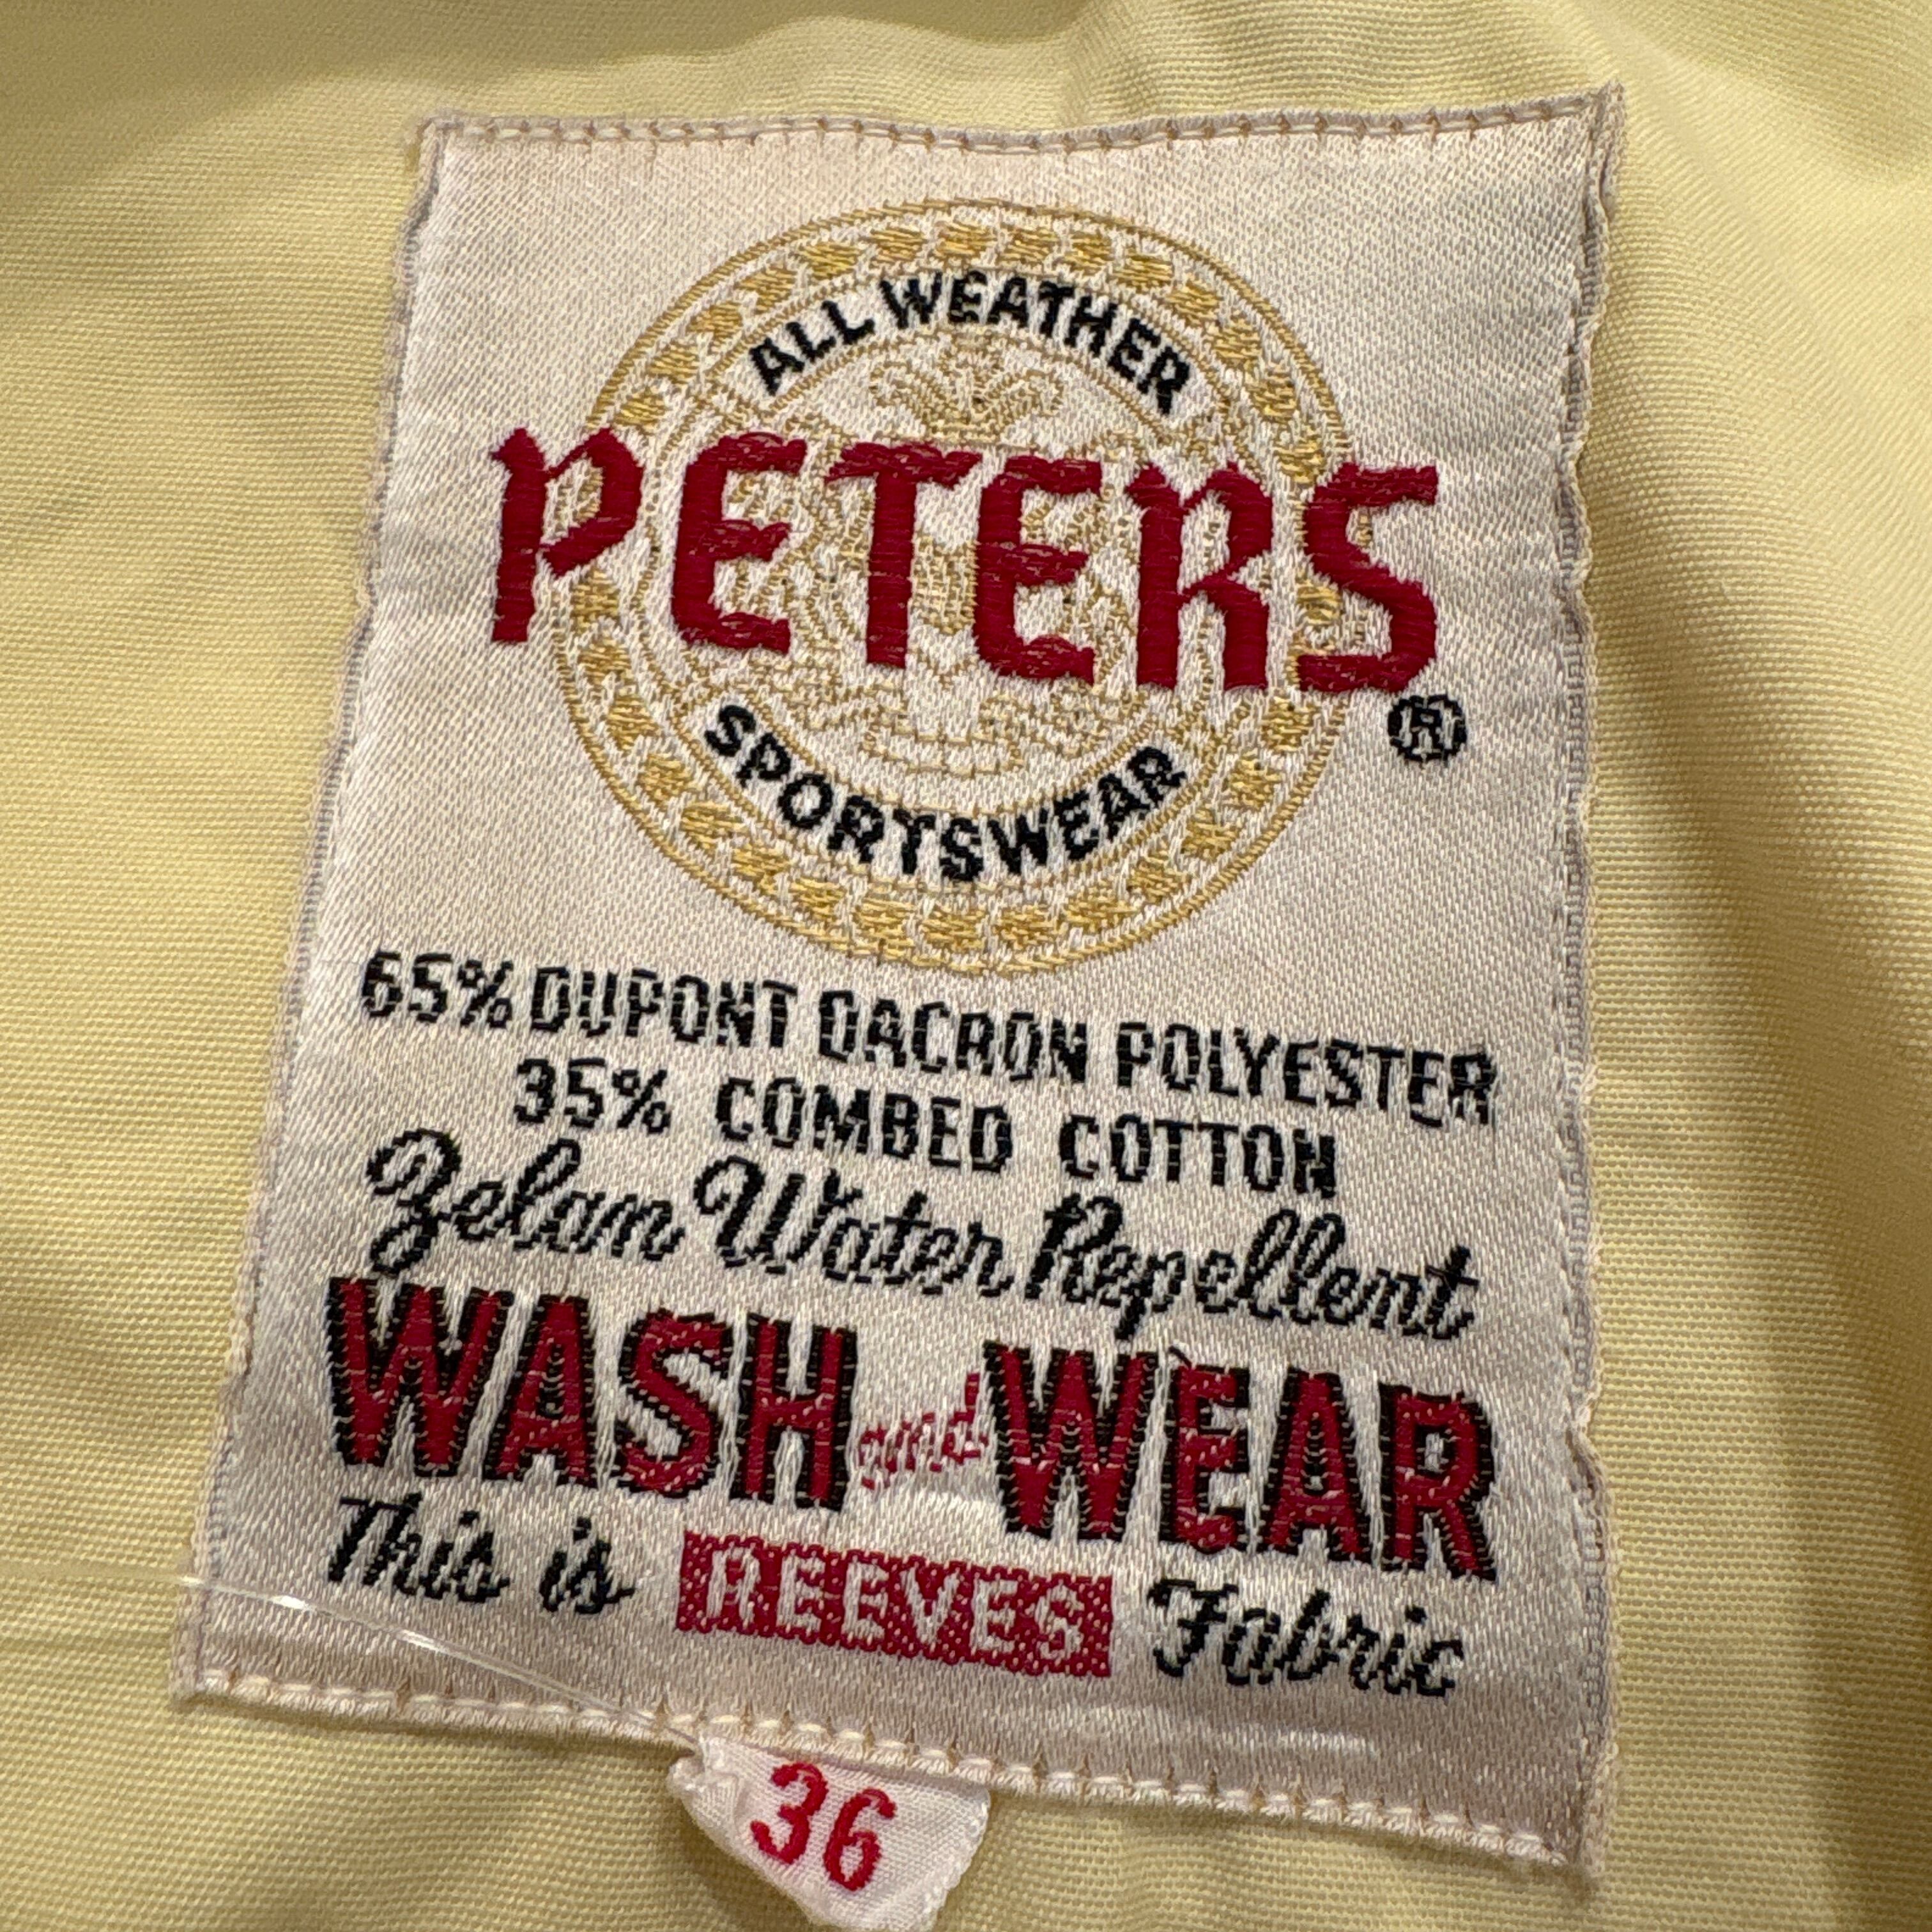 ALL WEATHER
PETERS®
SPORTSWEAR
65% DUPONT DACRON POLYESTER
35% COMBED COTTON
Zelan Water Repellent
WASH and WEAR
This is REEVES Fabric
36